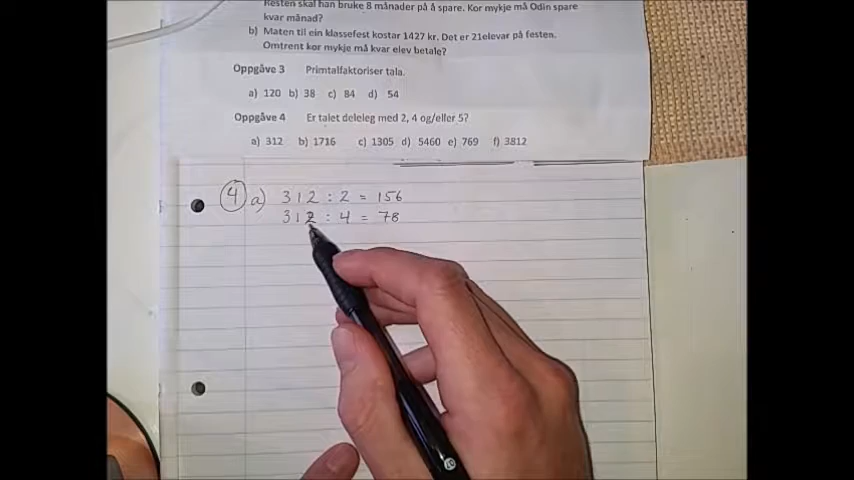 Resten skal han bruke 8 månader på å spare. Kor mykje må Odin spare
kvar månad?
b) Maten til ein klassefest kostar 1427 kr. Det er 21elevar på festen.
Omtrent kor mykje må kvar elev betale?
Oppgåve 3 Primtalfaktoriser tala.
a) 120 b) 38 c) 84 d) 54
Oppgåve 4 Er talet deleleg med 2, 4 og/eller 5?
a) 312 b) 1716 c) 1305 d) 5460 e) 769 f) 3812
4 a) 312 : 2 = 156
312 : 4 = 78